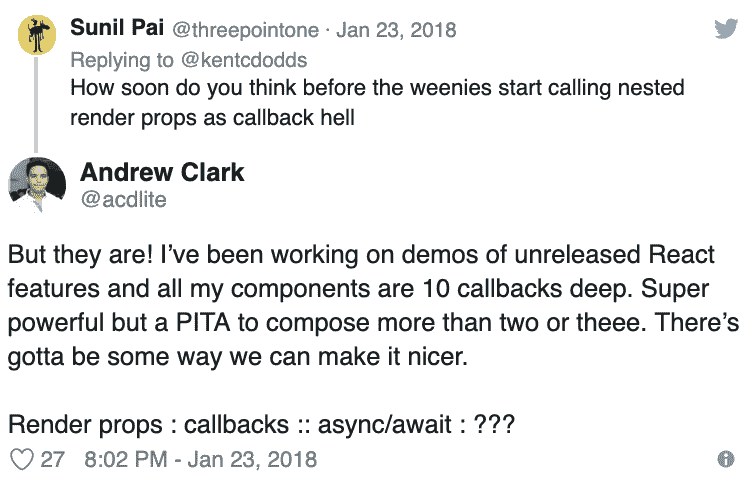 Sunil Pai @threepointone · Jan 23, 2018
Replying to @kentcdodds
How soon do you think before the weenies start calling nested
render props as callback hell
Andrew Clark
@acdlite
But they are! I’ve been working on demos of unreleased React
features and all my components are 10 callbacks deep. Super
powerful but a PITA to compose more than two or theee. There’s
gotta be some way we can make it nicer.
Render props : callbacks :: async/await : ???
27 8:02 PM - Jan 23, 2018